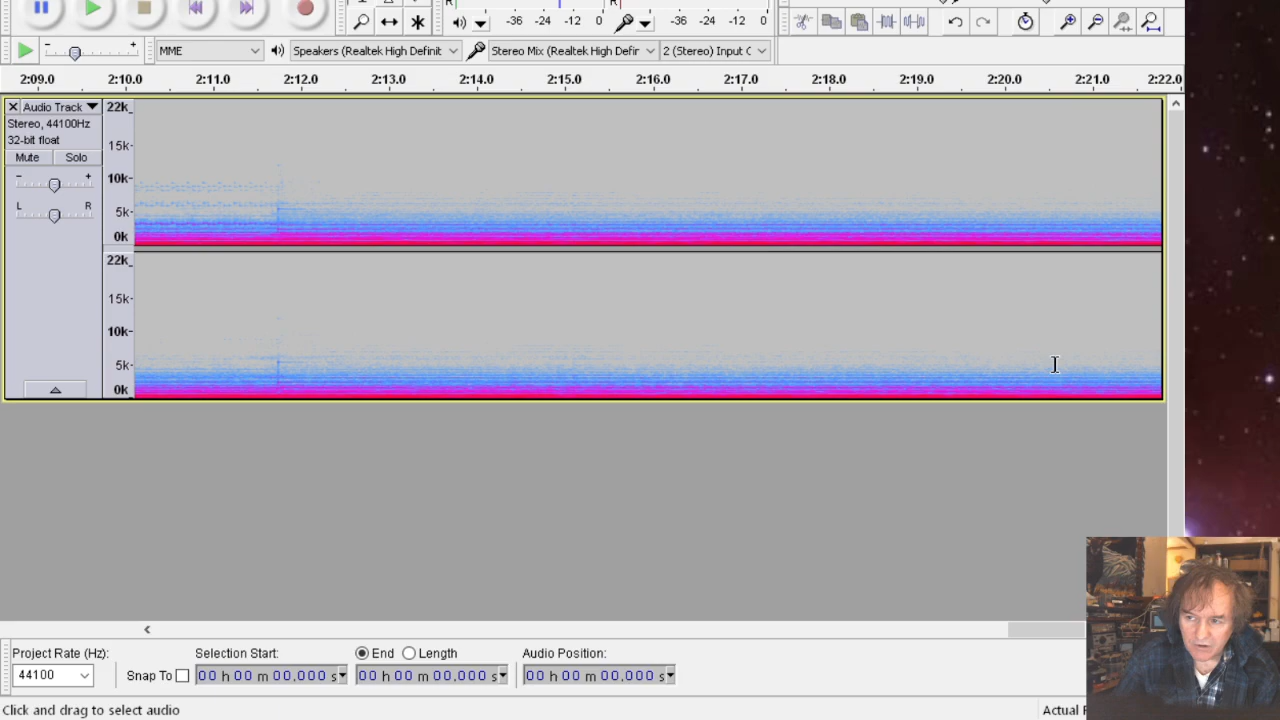 R
R
-36 -24 -12 0
-36 -24 -12 0
- +
MME
Speakers (Realtek High Definit
Stereo Mix (Realtek High Defir
2 (Stereo) Input C
2:09.0 2:10.0 2:11.0 2:12.0 2:13.0 2:14.0 2:15.0 2:16.0 2:17.0 2:18.0 2:19.0 2:20.0 2:21.0 2:22.0
X Audio Track
Stereo, 44100Hz
32-bit float
Mute Solo
- +
L R
22k
15k
10k
5k
0k
22k
15k
10k
5k
0k
Project Rate (Hz):
44100
Snap To
Selection Start:
00 h 00 m 00,000 s
End Length
00 h 00 m 00,000 s
Audio Position:
00 h 00 m 00,000 s
Click and drag to select audio
Actual